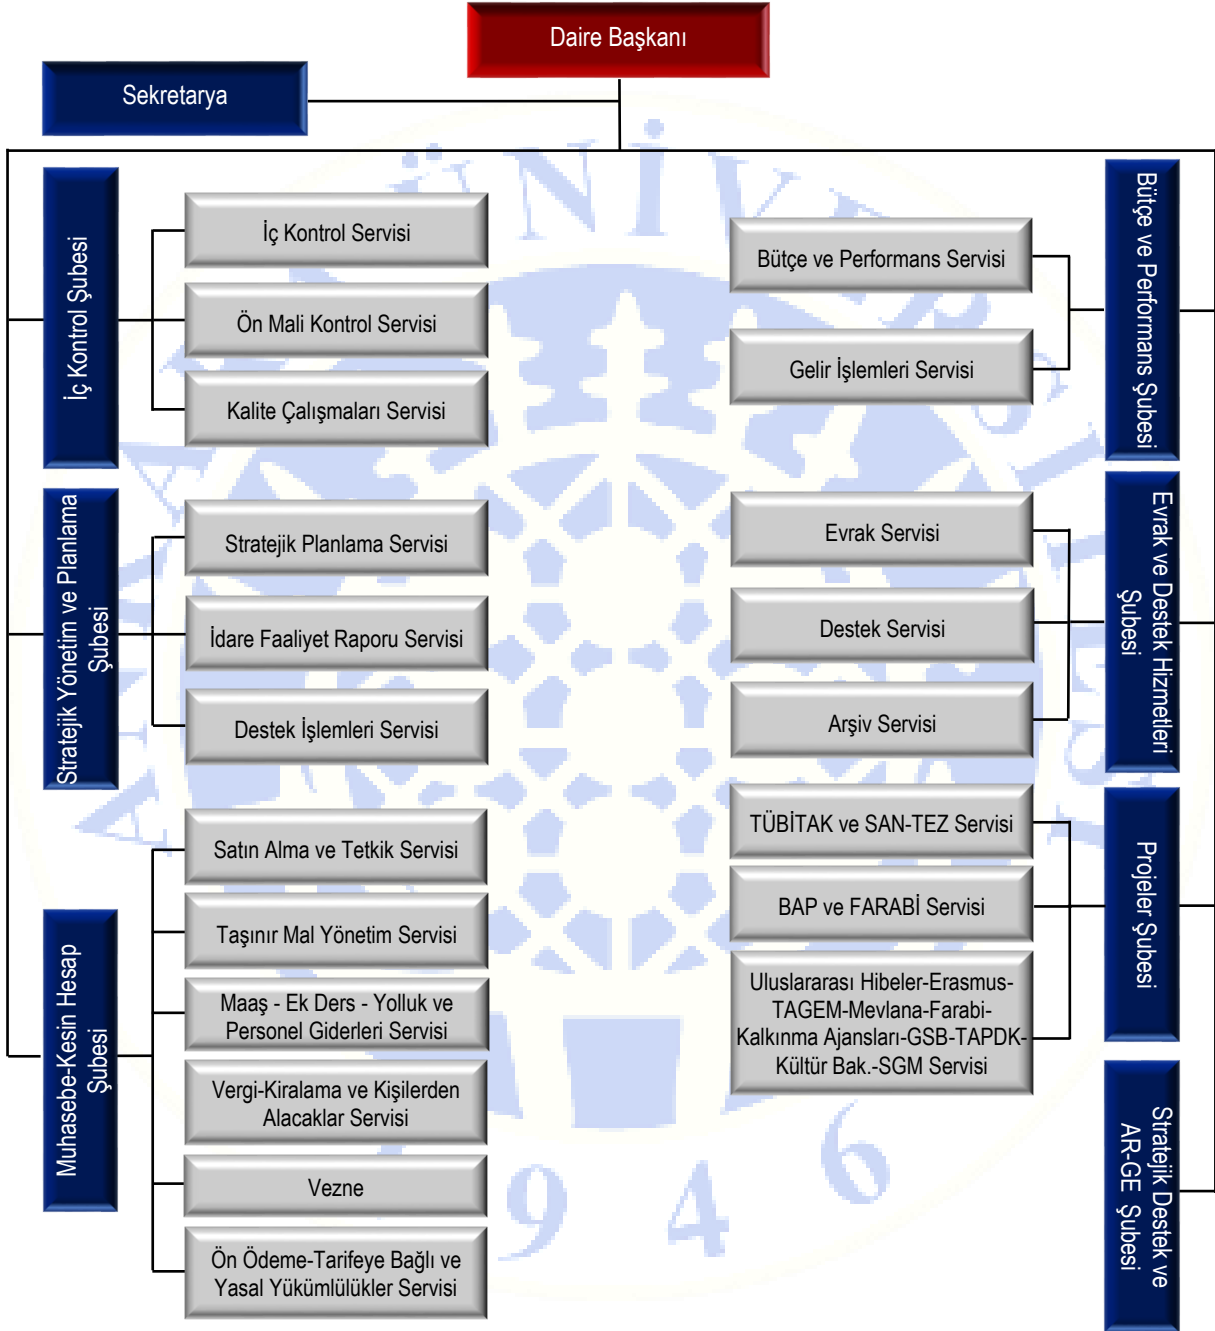 Daire Başkanı
Sekretarya
İç Kontrol Şubesi
İç Kontrol Servisi
Ön Mali Kontrol Servisi
Kalite Çalışmaları Servisi
Stratejik Yönetim ve Planlama
Şubesi
Stratejik Planlama Servisi
İdare Faaliyet Raporu Servisi
Destek İşlemleri Servisi
Muhasebe-Kesin Hesap
Şubesi
Satın Alma ve Tetkik Servisi
Taşınır Mal Yönetim Servisi
Maaş - Ek Ders - Yolluk ve
Personel Giderleri Servisi
Vergi-Kiralama ve Kişilerden
Alacaklar Servisi
Vezne
Ön Ödeme-Tarifeye Bağlı ve
Yasal Yükümlülükler Servisi
Bütçe ve Performans Şubesi
Bütçe ve Performans Servisi
Gelir İşlemleri Servisi
Evrak ve Destek Hizmetleri
Şubesi
Evrak Servisi
Destek Servisi
Arşiv Servisi
Projeler Şubesi
TÜBİTAK ve SAN-TEZ Servisi
BAP ve FARABİ Servisi
Uluslararası Hibeler-Erasmus-
TAGEM-Mevlana-Farabi-
Kalkınma Ajansları-GSB-TAPDK-
Kültür Bak.-SGM Servisi
Stratejik Destek ve
AR-GE Şubesi
ÜNİVERSİTESİ
946